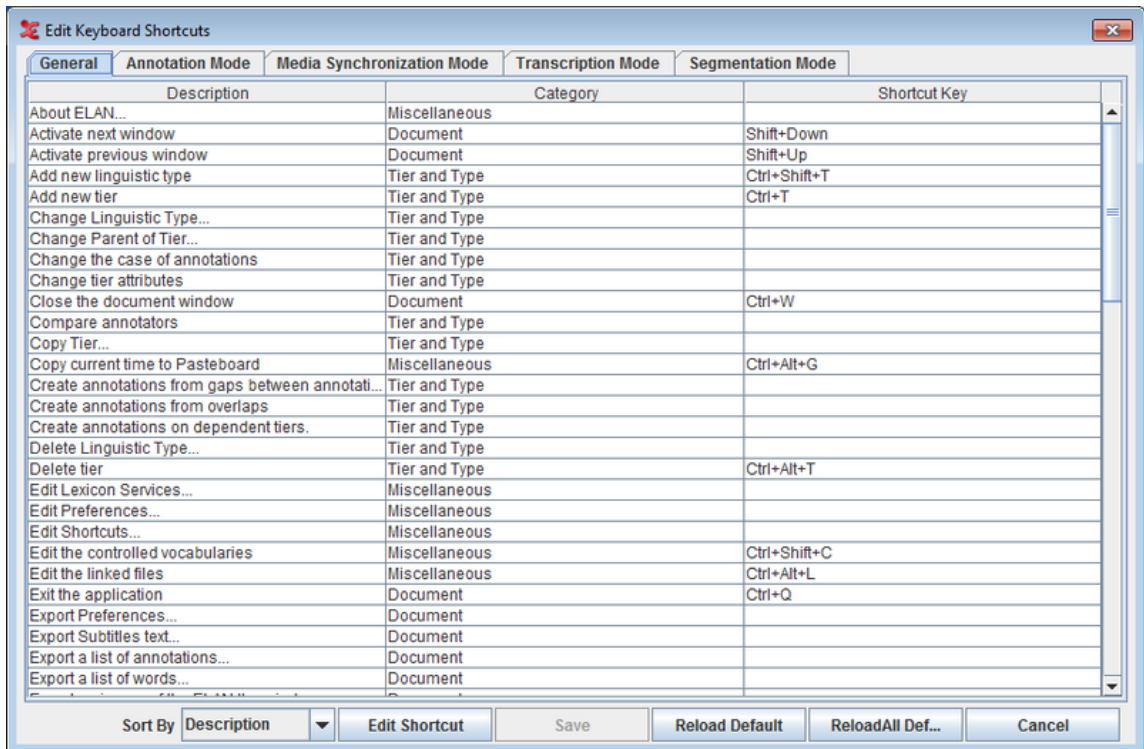 Edit Keyboard Shortcuts
General Annotation Mode Media Synchronization Mode Transcription Mode Segmentation Mode
Description Category Shortcut Key
About ELAN... Miscellaneous
Activate next window Document Shift+Down
Activate previous window Document Shift+Up
Add new linguistic type Tier and Type Ctrl+Shift+T
Add new tier Tier and Type Ctrl+T
Change Linguistic Type... Tier and Type
Change Parent of Tier... Tier and Type
Change the case of annotations Tier and Type
Change tier attributes Tier and Type
Close the document window Document Ctrl+W
Compare annotators Tier and Type
Copy Tier... Tier and Type
Copy current time to Pasteboard Miscellaneous Ctrl+Alt+G
Create annotations from gaps between annotati... Tier and Type
Create annotations from overlaps Tier and Type
Create annotations on dependent tiers. Tier and Type
Delete Linguistic Type... Tier and Type
Delete tier Tier and Type Ctrl+Alt+T
Edit Lexicon Services... Miscellaneous
Edit Preferences... Miscellaneous
Edit Shortcuts... Miscellaneous
Edit the controlled vocabularies Miscellaneous Ctrl+Shift+C
Edit the linked files Miscellaneous Ctrl+Alt+L
Exit the application Document Ctrl+Q
Export Preferences... Document
Export Subtitles text... Document
Export a list of annotations... Document
Export a list of words... Document
Sort By Description Edit Shortcut Save Reload Default ReloadAll Def... Cancel